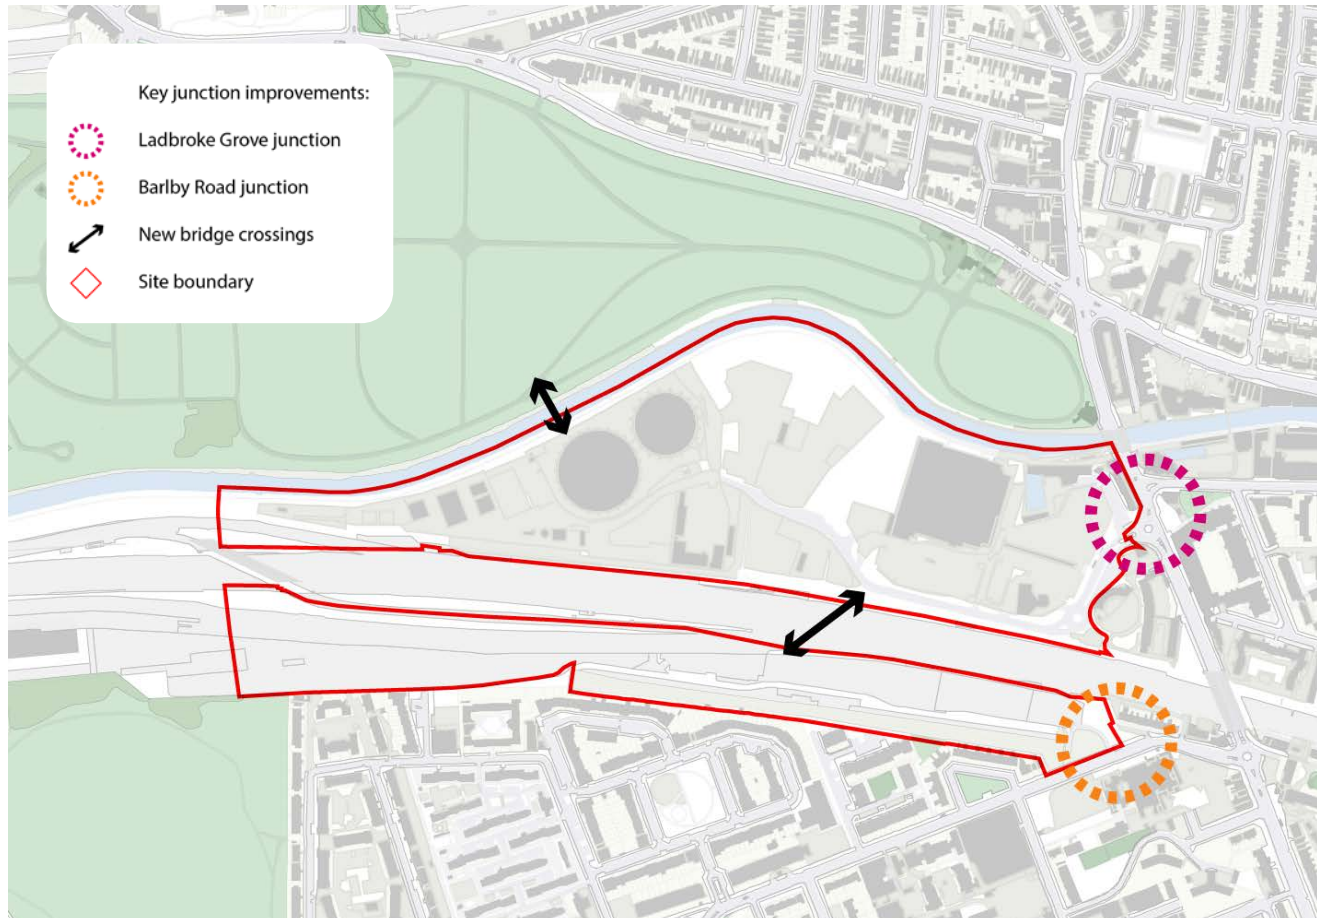 Key junction improvements:
Ladbroke Grove junction
Barlby Road junction
New bridge crossings
Site boundary